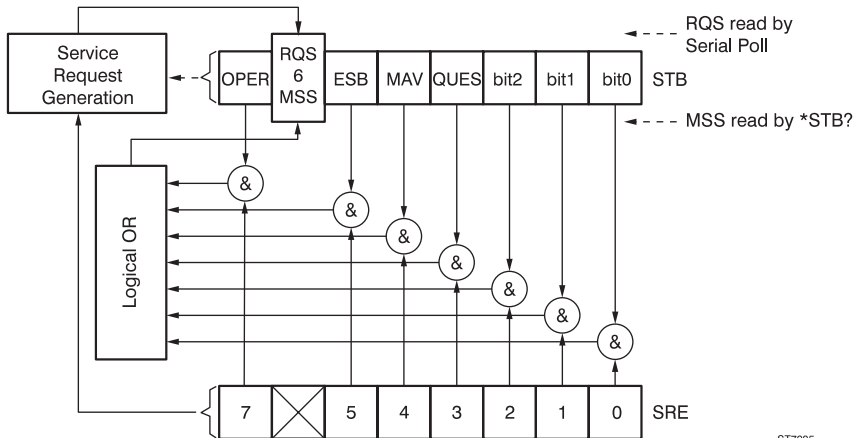 RQS read by
Serial Poll
Service
Request
Generation
OPER
RQS
6
MSS
ESB
MAV
QUES
bit2
bit1
bit0
STB
MSS read by *STB?
&
&
&
&
&
&
&
Logical OR
7
5
4
3
2
1
0
SRE